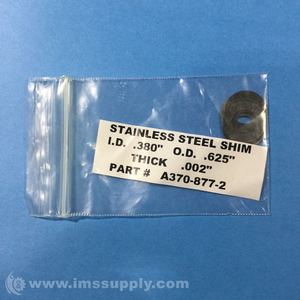 STAINLESS STEEL SHIM
I.D. .380" O.D. .625"
THICK .002"
PART # A370-877-2
© www.imssupply.com